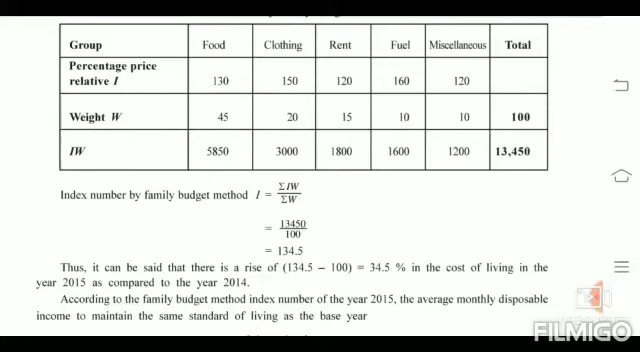 Group Food Clothing Rent Fuel Miscellaneous Total
Percentage price
relative I 130 150 120 160 120
Weight W 45 20 15 10 10 100
IW 5850 3000 1800 1600 1200 13,450
Index number by family budget method I = ΣIW / ΣW
= 13450 / 100
= 134.5
Thus, it can be said that there is a rise of (134.5 − 100) = 34.5 % in the cost of living in the
year 2015 as compared to the year 2014.
According to the family budget method index number of the year 2015, the average monthly disposable
income to maintain the same standard of living as the base year
FILMIGO